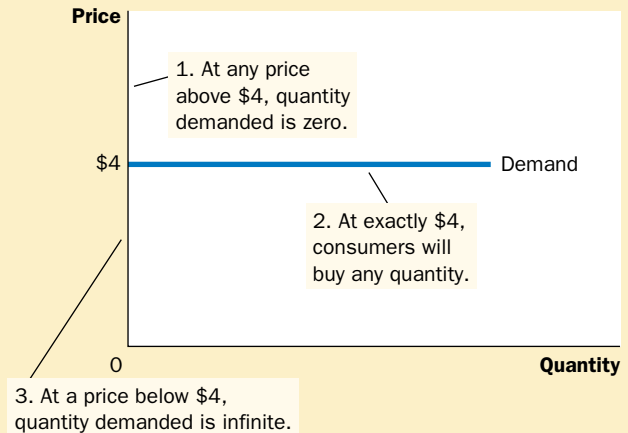 Price
1. At any price
above $4, quantity
demanded is zero.
$4
Demand
2. At exactly $4,
consumers will
buy any quantity.
0
Quantity
3. At a price below $4,
quantity demanded is infinite.